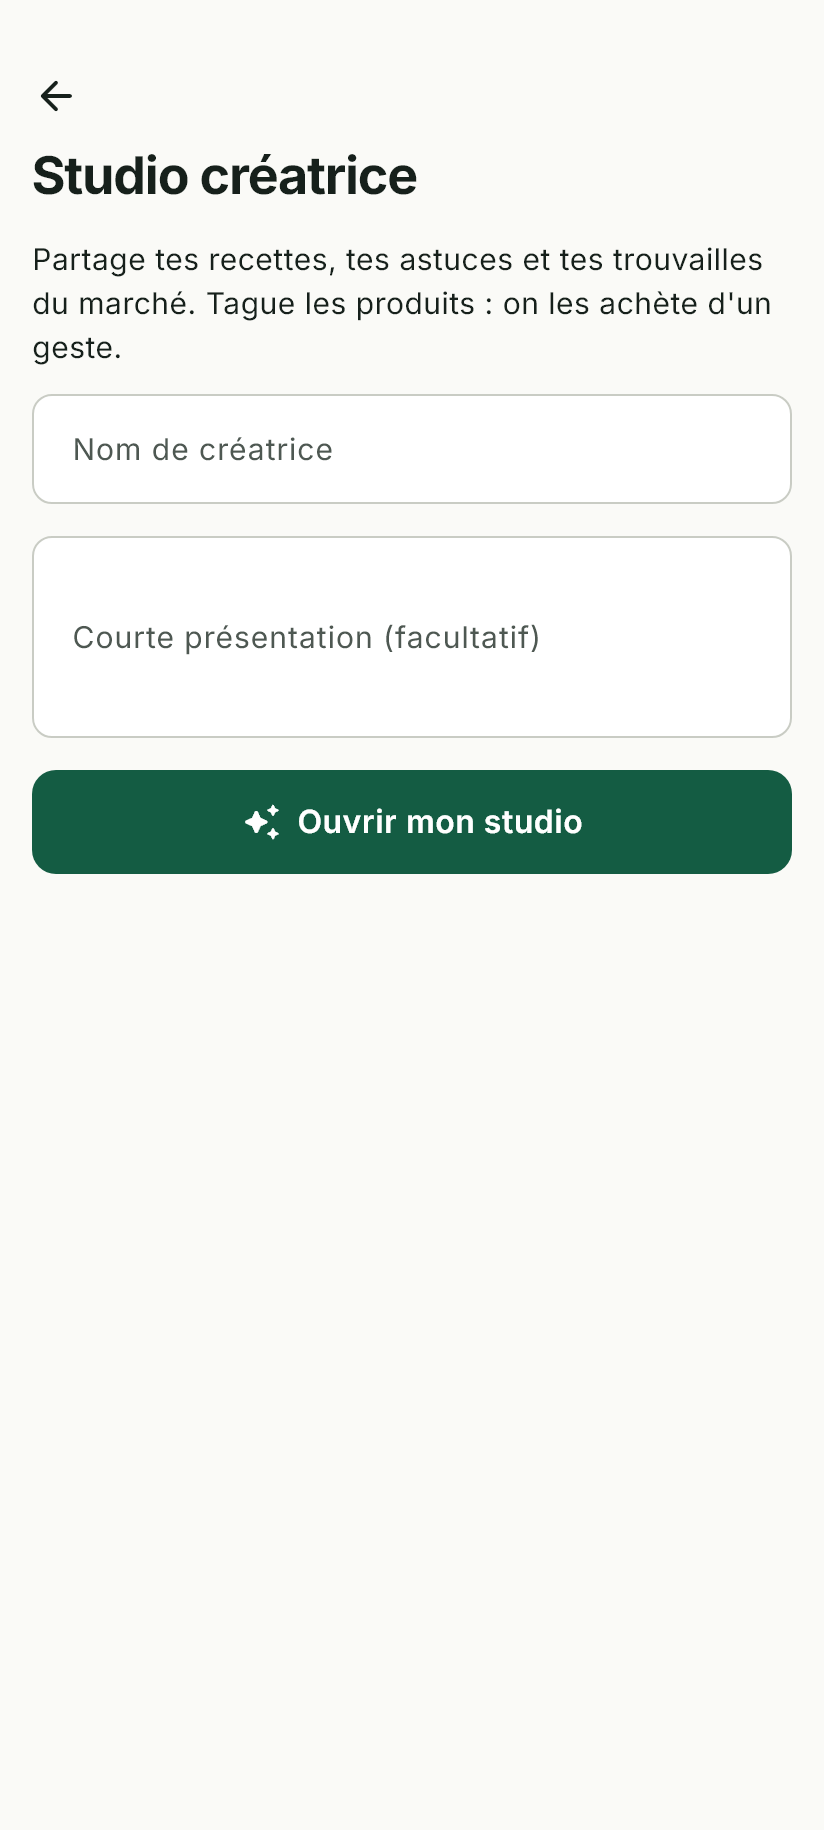 Studio créatrice
Partage tes recettes, tes astuces et tes trouvailles
du marché. Tague les produits : on les achète d'un
geste.
Nom de créatrice
Courte présentation (facultatif)
Ouvrir mon studio